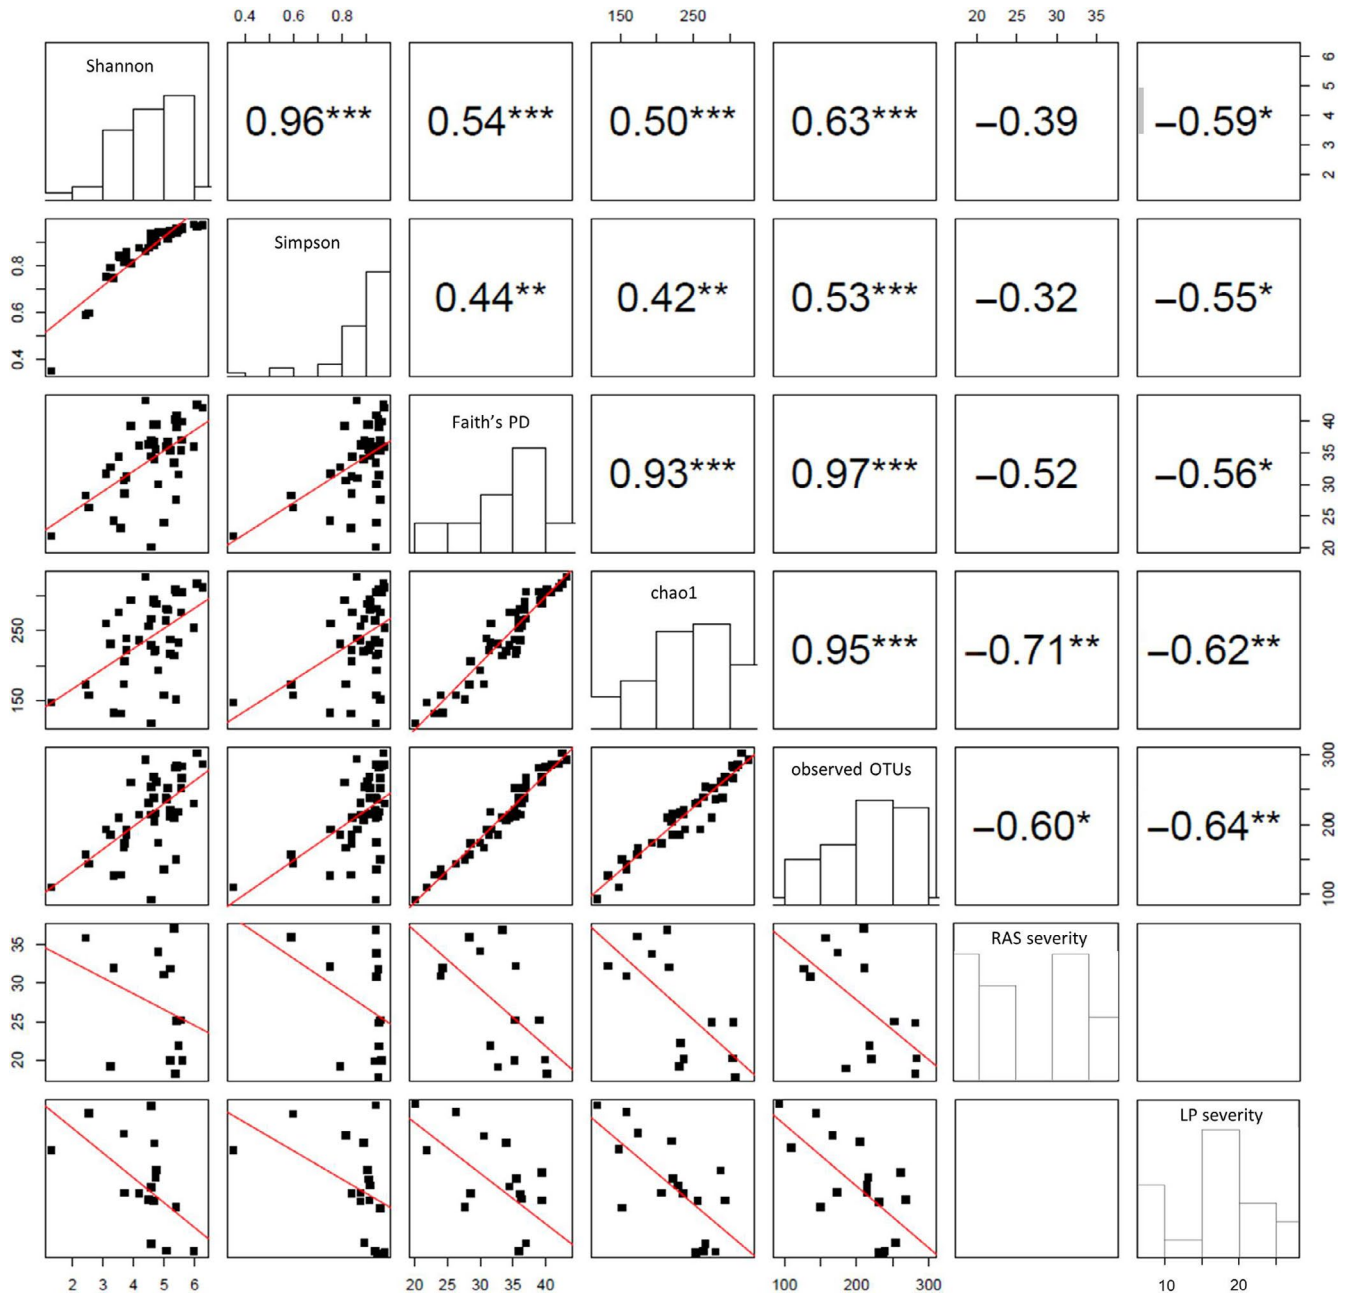 0.4 0.6 0.8 150 250 20 25 30 35
Shannon 0.96*** 0.54*** 0.50*** 0.63*** −0.39 −0.59*
6
5
4
3
2
Simpson 0.44** 0.42** 0.53*** −0.32 −0.55*
0.8
0.6
0.4
Faith's PD 0.93*** 0.97*** −0.52 −0.56*
40
35
30
25
20
chao1 0.95*** −0.71** −0.62**
250
150
observed OTUs −0.60* −0.64**
300
200
100
RAS severity
35
30
25
20
LP severity
2 3 4 5 6 20 25 30 35 40 100 200 300 10 20